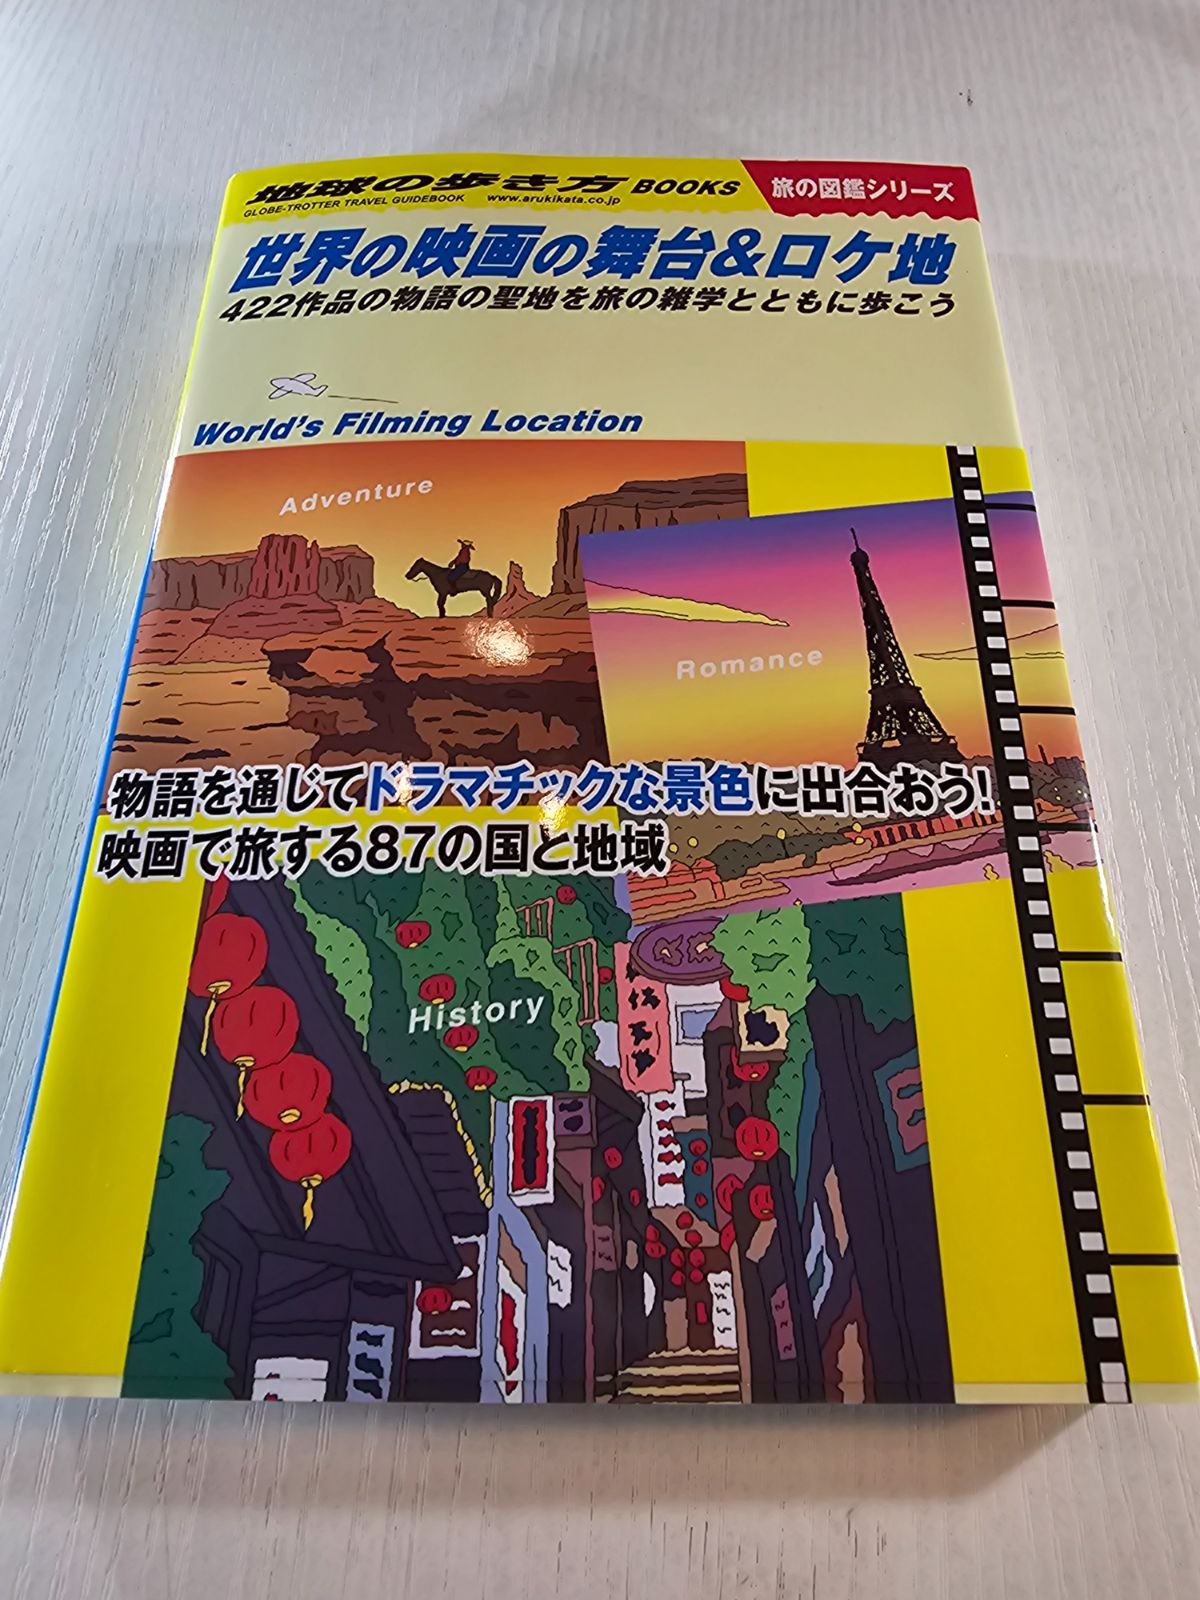 地球の歩き方 BOOKS
旅の図鑑シリーズ
GLOBE-TROTTER TRAVEL GUIDEBOOK www.arukikata.co.jp
世界の映画の舞台&ロケ地
422作品の物語の聖地を旅の雑学とともに歩こう
World's Filming Location
Adventure
Romance
物語を通じてドラマチックな景色に出合おう!
映画で旅する87の国と地域
History